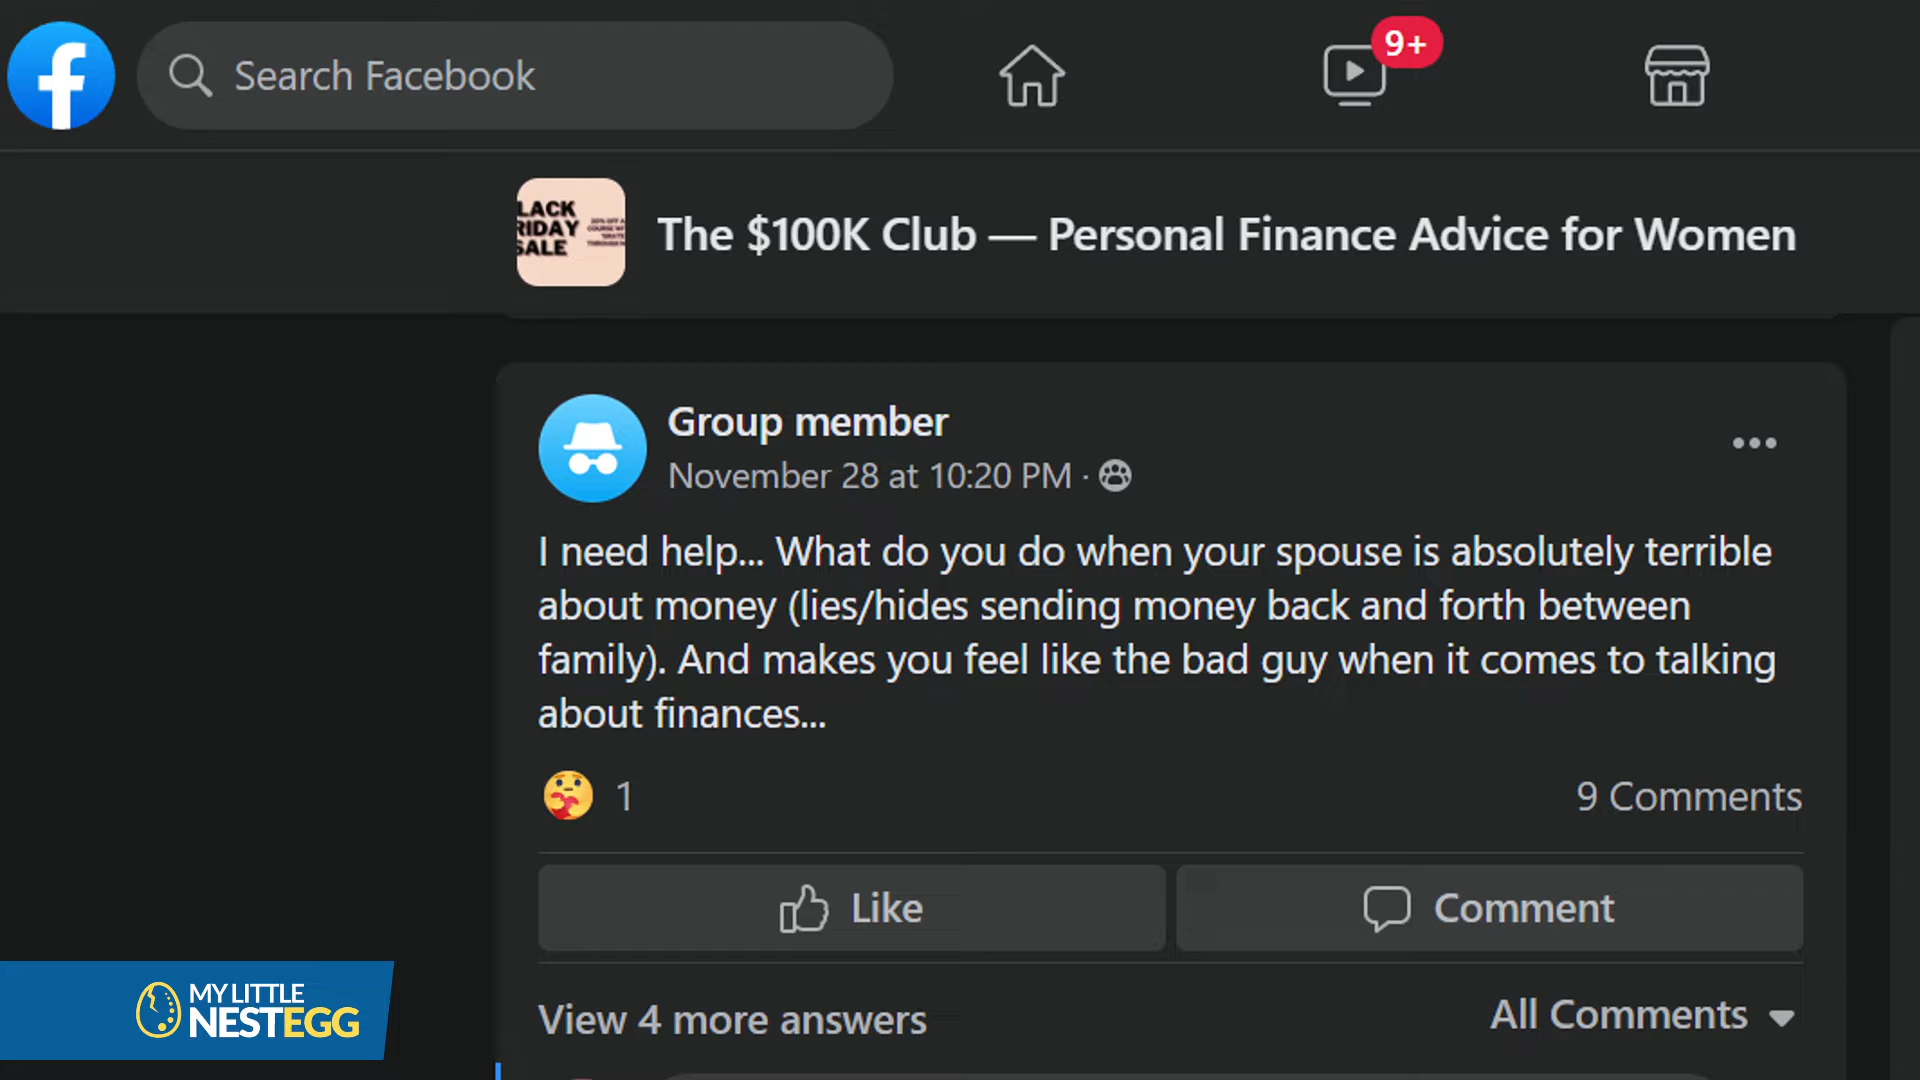 Search Facebook
9+
LACK
RIDAY
SALE
The $100K Club — Personal Finance Advice for Women
Group member
November 28 at 10:20 PM ·
I need help... What do you do when your spouse is absolutely terrible
about money (lies/hides sending money back and forth between
family). And makes you feel like the bad guy when it comes to talking
about finances...
1
9 Comments
Like
Comment
View 4 more answers
All Comments
MY LITTLE
NESTEGG